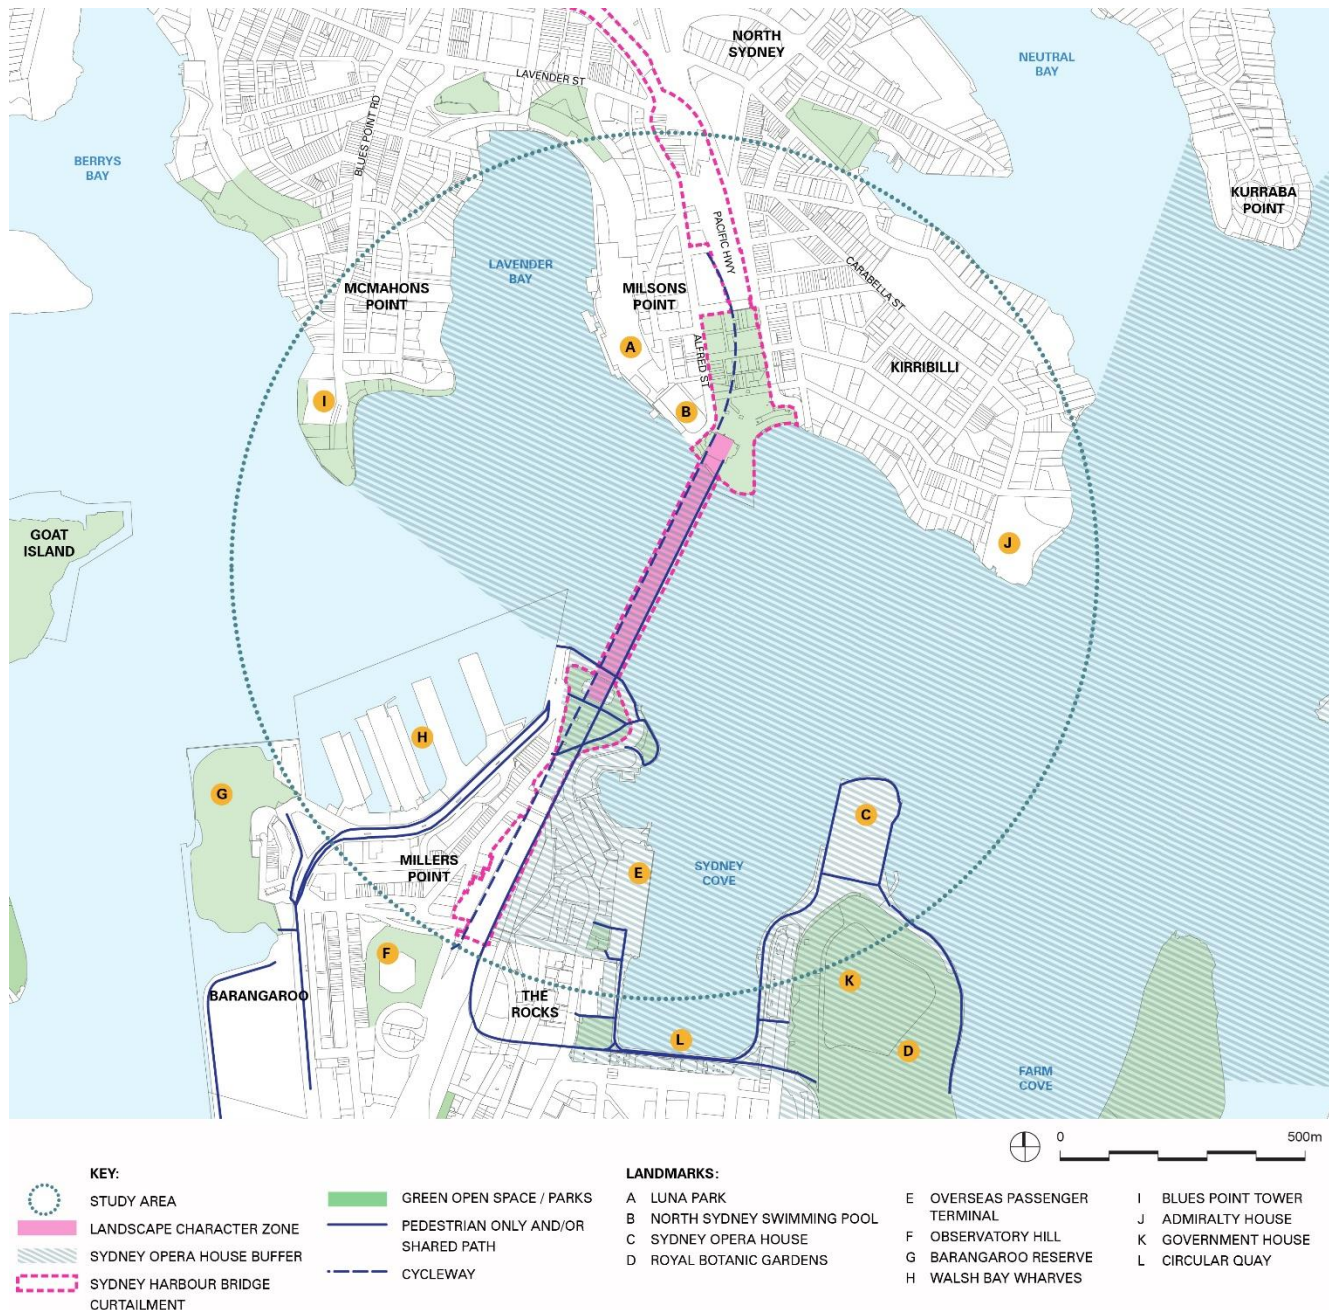 NORTH
SYDNEY
NEUTRAL
BAY
LAVENDER ST
BLUES POINT RD
BERRYS
BAY
KURRABA
POINT
PACIFIC HWY
LAVENDER
BAY
MCMAHONS
POINT
MILSONS
POINT
CARABELLA ST
A
ALFRED ST
KIRRIBILLI
I
B
GOAT
ISLAND
J
H
G
C
MILLERS
POINT
E
SYDNEY
COVE
F
BARANGAROO
THE
ROCKS
K
L
D
FARM
COVE
0 500m
KEY:
STUDY AREA
LANDSCAPE CHARACTER ZONE
SYDNEY OPERA HOUSE BUFFER
SYDNEY HARBOUR BRIDGE
CURTAILMENT
GREEN OPEN SPACE / PARKS
PEDESTRIAN ONLY AND/OR
SHARED PATH
CYCLEWAY
LANDMARKS:
A LUNA PARK
B NORTH SYDNEY SWIMMING POOL
C SYDNEY OPERA HOUSE
D ROYAL BOTANIC GARDENS
E OVERSEAS PASSENGER
TERMINAL
F OBSERVATORY HILL
G BARANGAROO RESERVE
H WALSH BAY WHARVES
I BLUES POINT TOWER
J ADMIRALTY HOUSE
K GOVERNMENT HOUSE
L CIRCULAR QUAY